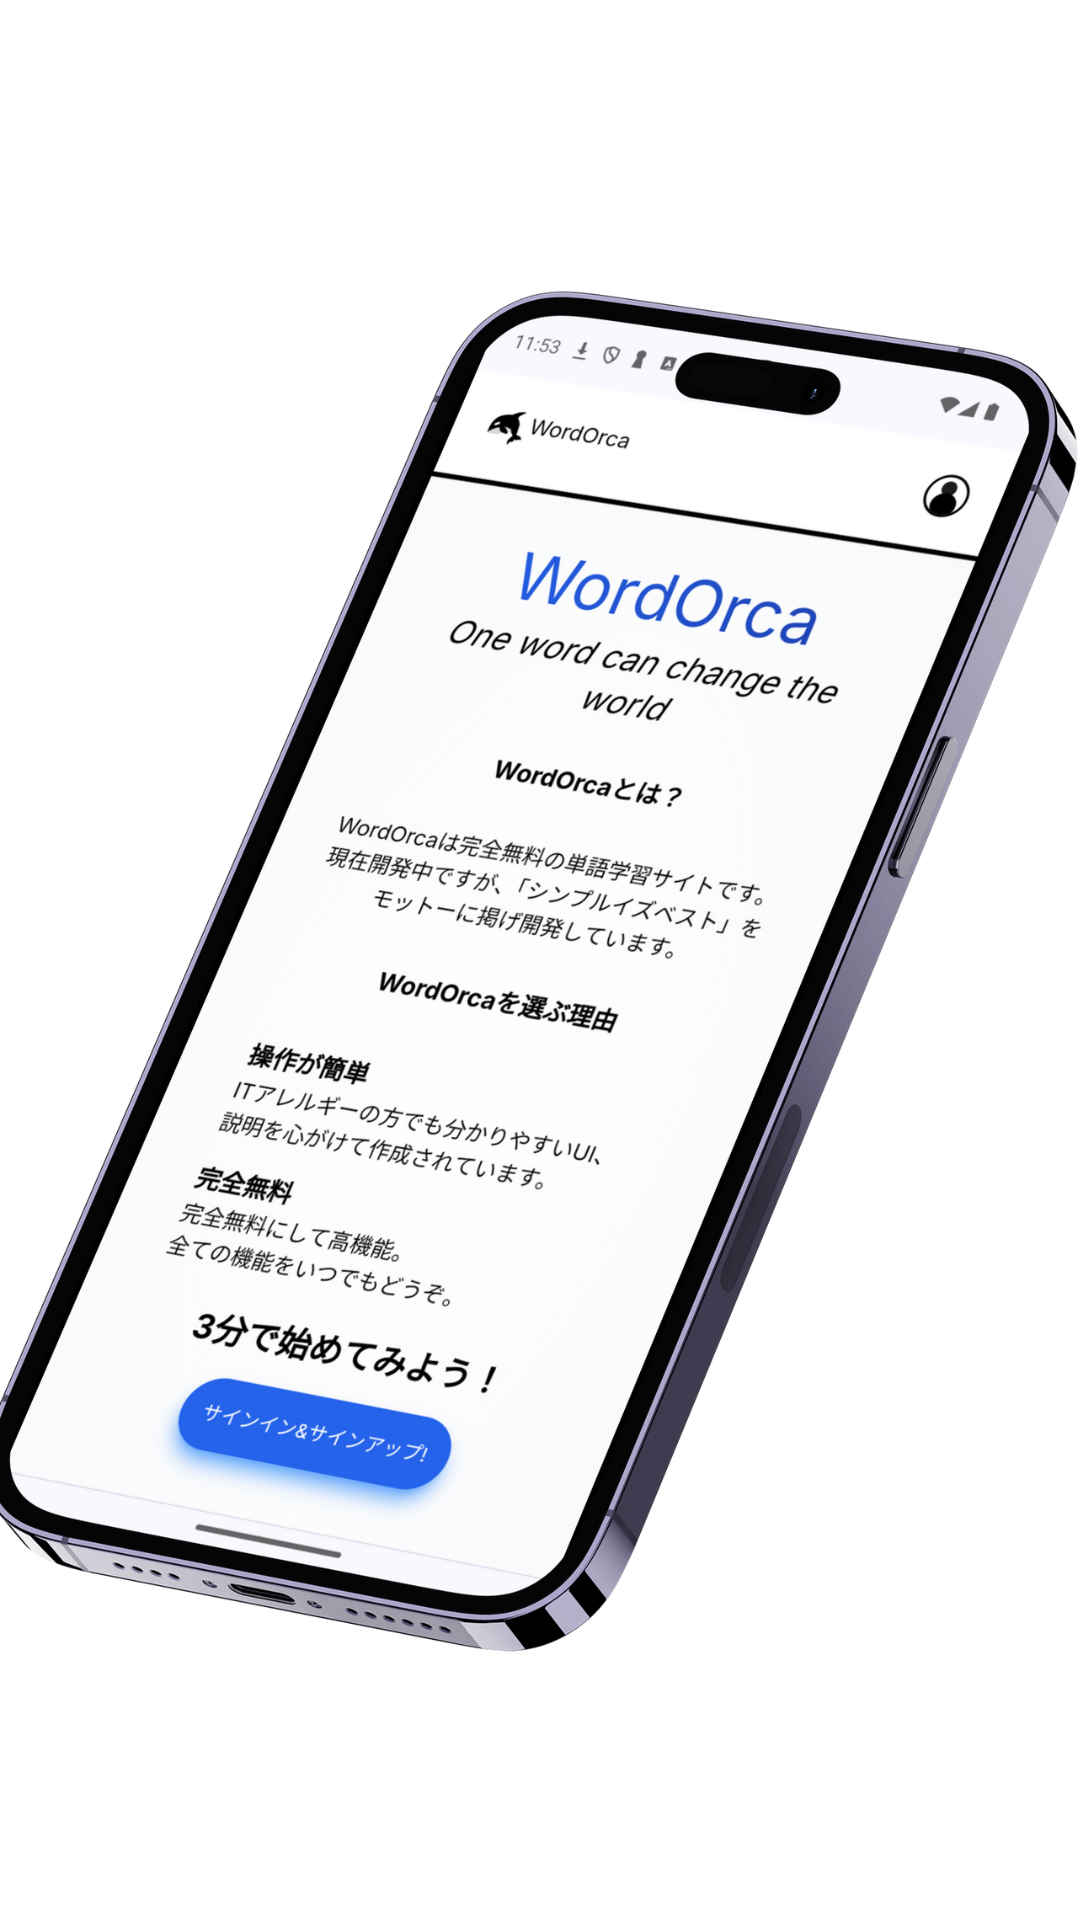 11:53
WordOrca
WordOrca
One word can change the
world
WordOrcaとは？
WordOrcaは完全無料の単語学習サイトです。
現在開発中ですが、「シンプルイズベスト」を
モットーに掲げ開発しています。
WordOrcaを選ぶ理由
操作が簡単
ITアレルギーの方でも分かりやすいUI、
説明を心がけて作成されています。
完全無料
完全無料にして高機能。
全ての機能をいつでもどうぞ。
3分で始めてみよう！
サインイン&サインアップ!